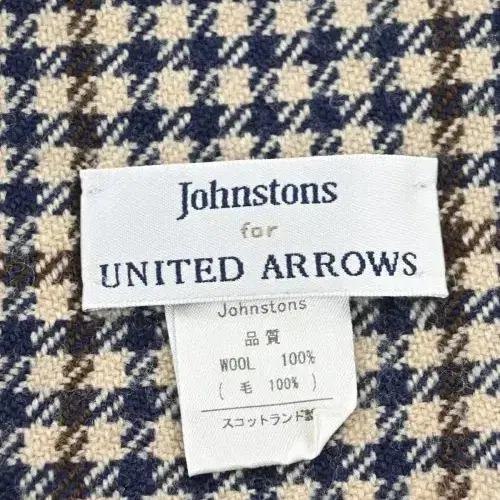 Johnstons
for
UNITED ARROWS
Johnstons
品質
WOOL 100%
( 毛 100% )
スコットランド製